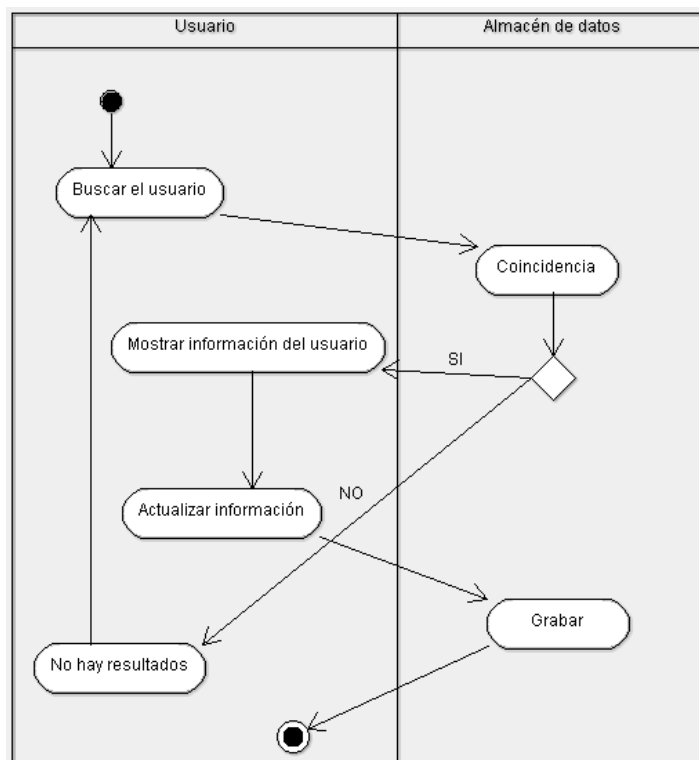 Usuario
Almacén de datos
Buscar el usuario
Coincidencia
Mostrar información del usuario
SI
Actualizar información
NO
Grabar
No hay resultados